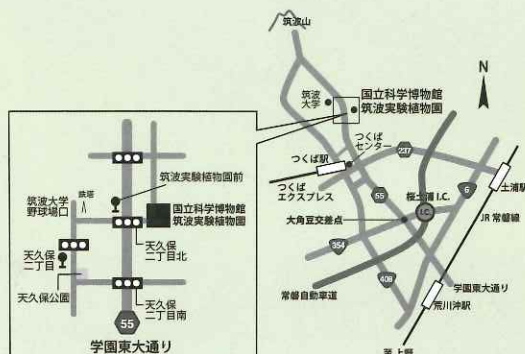 筑波山
筑波
大学
国立科学博物館
筑波実験植物園
N
つくば
センター
つくば駅
237
つくば
エクスプレス
55
桜土浦 I.C.
6
土浦駅
I.C.
大角豆交差点
JR 常磐線
354
408
学園東大通り
常磐自動車道
荒川沖駅
至 上野
筑波実験植物園前
鉄塔
筑波大学
野球場口
国立科学博物館
筑波実験植物園
天久保
二丁目
天久保
二丁目北
天久保公園
天久保
二丁目南
55
学園東大通り